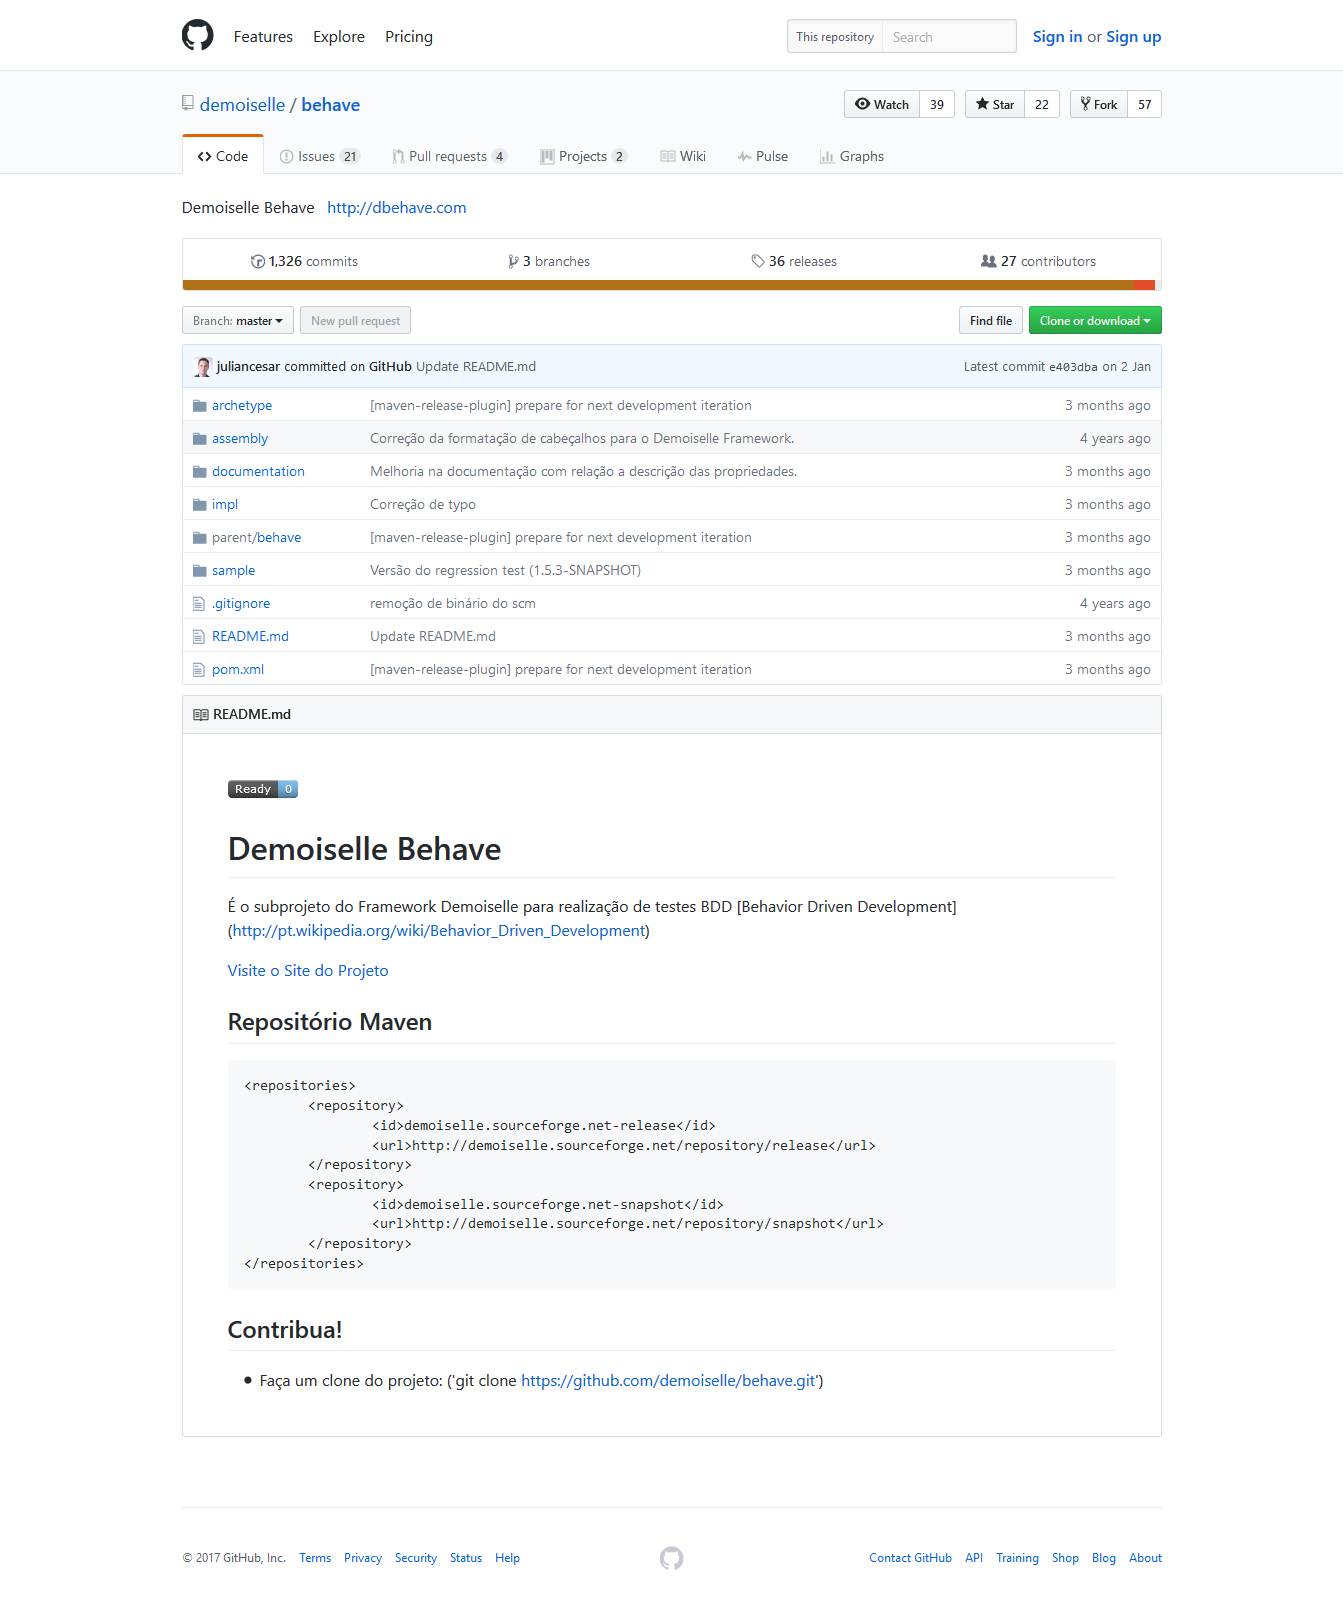 Features Explore Pricing This repository Search Sign in or Sign up
demoiselle / behave Watch 39 Star 22 Fork 57
Code Issues 21 Pull requests 4 Projects 2 Wiki Pulse Graphs
Demoiselle Behave http://dbehave.com
1,326 commits 3 branches 36 releases 27 contributors
Branch: master New pull request Find file Clone or download
juliancesar committed on GitHub Update README.md Latest commit e403dba on 2 Jan
archetype [maven-release-plugin] prepare for next development iteration 3 months ago
assembly Correção da formatação de cabeçalhos para o Demoiselle Framework. 4 years ago
documentation Melhoria na documentação com relação a descrição das propriedades. 3 months ago
impl Correção de typo 3 months ago
parent/behave [maven-release-plugin] prepare for next development iteration 3 months ago
sample Versão do regression test (1.5.3-SNAPSHOT) 3 months ago
.gitignore remoção de binário do scm 4 years ago
README.md Update README.md 3 months ago
pom.xml [maven-release-plugin] prepare for next development iteration 3 months ago
README.md
Ready 0
Demoiselle Behave
É o subprojeto do Framework Demoiselle para realização de testes BDD [Behavior Driven Development]
(http://pt.wikipedia.org/wiki/Behavior_Driven_Development)
Visite o Site do Projeto
Repositório Maven
<repositories>
<repository>
<id>demoiselle.sourceforge.net-release</id>
<url>http://demoiselle.sourceforge.net/repository/release</url>
</repository>
<repository>
<id>demoiselle.sourceforge.net-snapshot</id>
<url>http://demoiselle.sourceforge.net/repository/snapshot</url>
</repository>
</repositories>
Contribua!
• Faça um clone do projeto: ('git clone https://github.com/demoiselle/behave.git')
© 2017 GitHub, Inc. Terms Privacy Security Status Help Contact GitHub API Training Shop Blog About